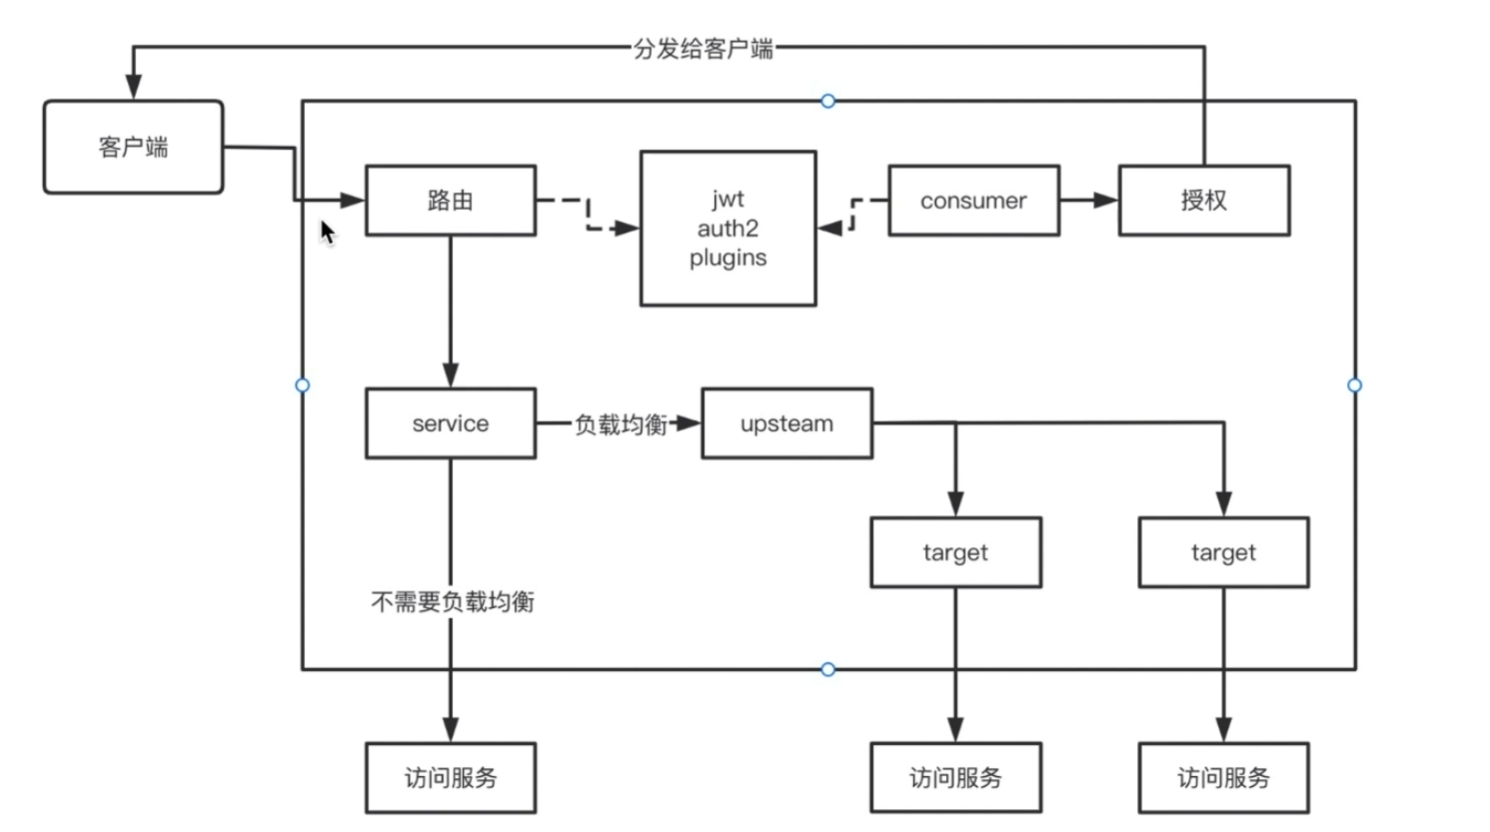 分发给客户端
客户端
路由
jwt
auth2
plugins
consumer
授权
service
负载均衡
upsteam
target
target
不需要负载均衡
访问服务
访问服务
访问服务